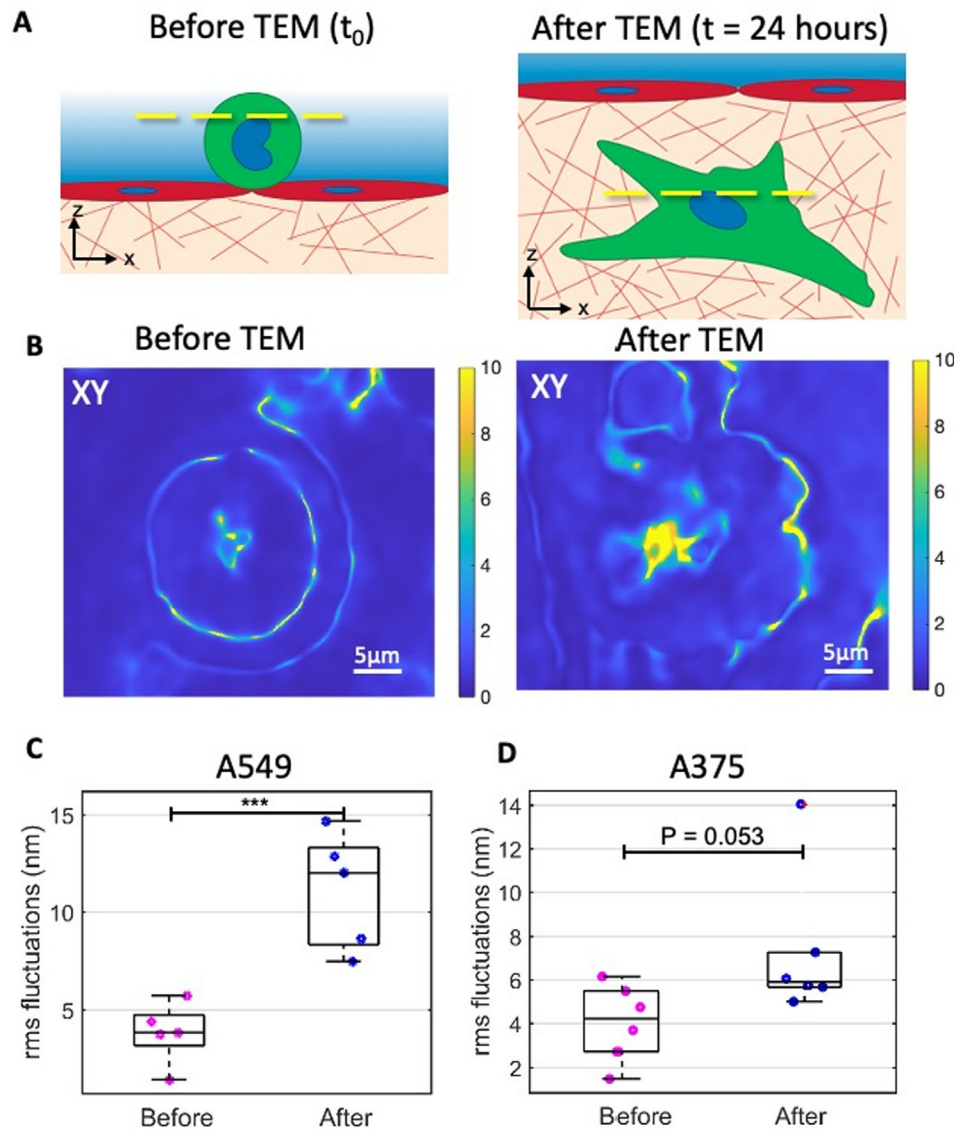 A
Before TEM (t0)
After TEM (t = 24 hours)
z
x
z
x
B
Before TEM
After TEM
XY
5μm
10
8
6
4
2
0
XY
5μm
10
8
6
4
2
0
C
A549
***
rms fluctuations (nm)
15
10
5
Before
After
D
A375
P = 0.053
rms fluctuations (nm)
14
12
10
8
6
4
2
Before
After